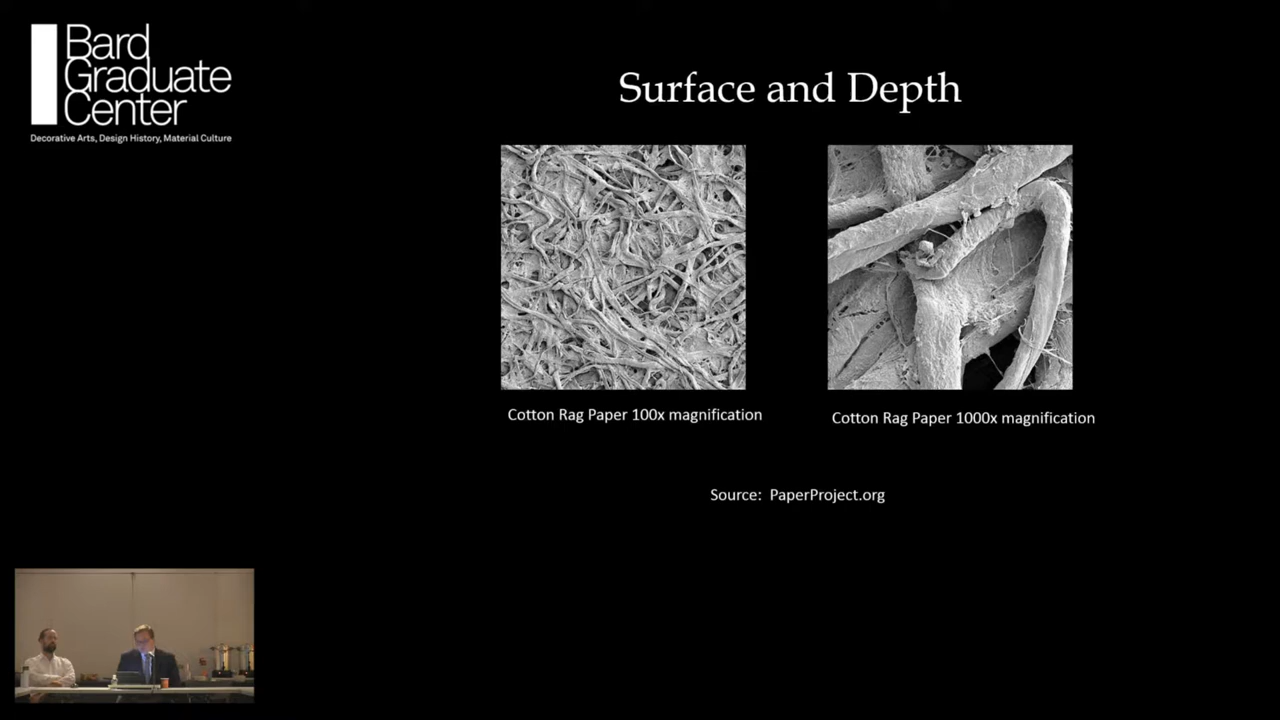 Bard
Graduate
Center
Decorative Arts, Design History, Material Culture
Surface and Depth
Cotton Rag Paper 100x magnification
Cotton Rag Paper 1000x magnification
Source: PaperProject.org